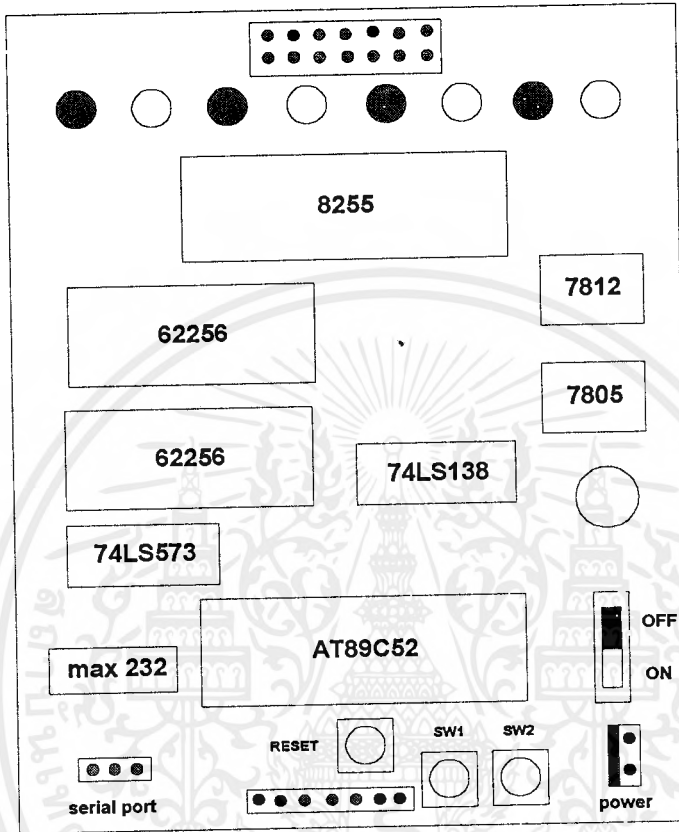 8255
7812
62256
7805
62256
74LS138
74LS573
OFF
AT89C52
max 232
ON
RESET
SW1
SW2
serial port
power